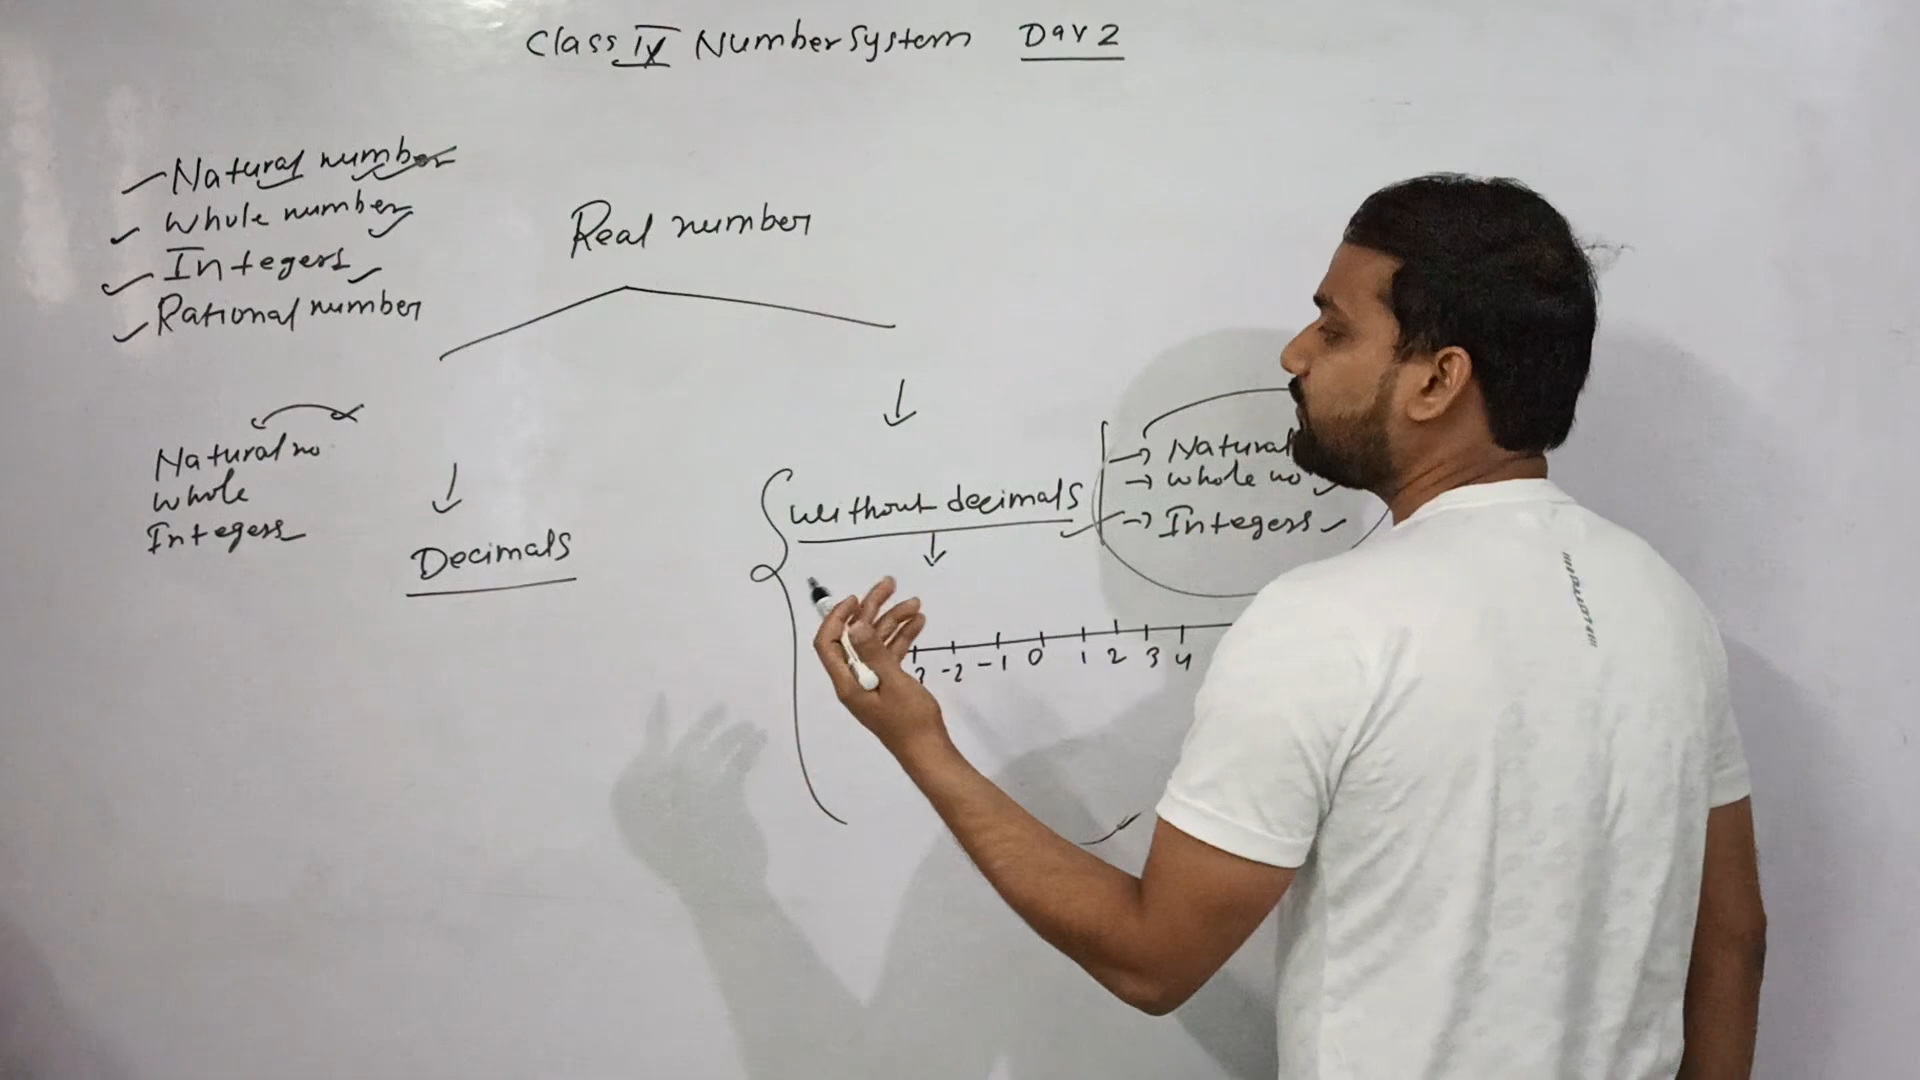 Class IX Number System Day 2
Natural number
Whole number
Integers
Rational number
Real number
Natural no
Whole
Integers
Decimals
Without decimals
→ Natural
→ Whole no
→ Integers
-2 -1 0 1 2 3 4